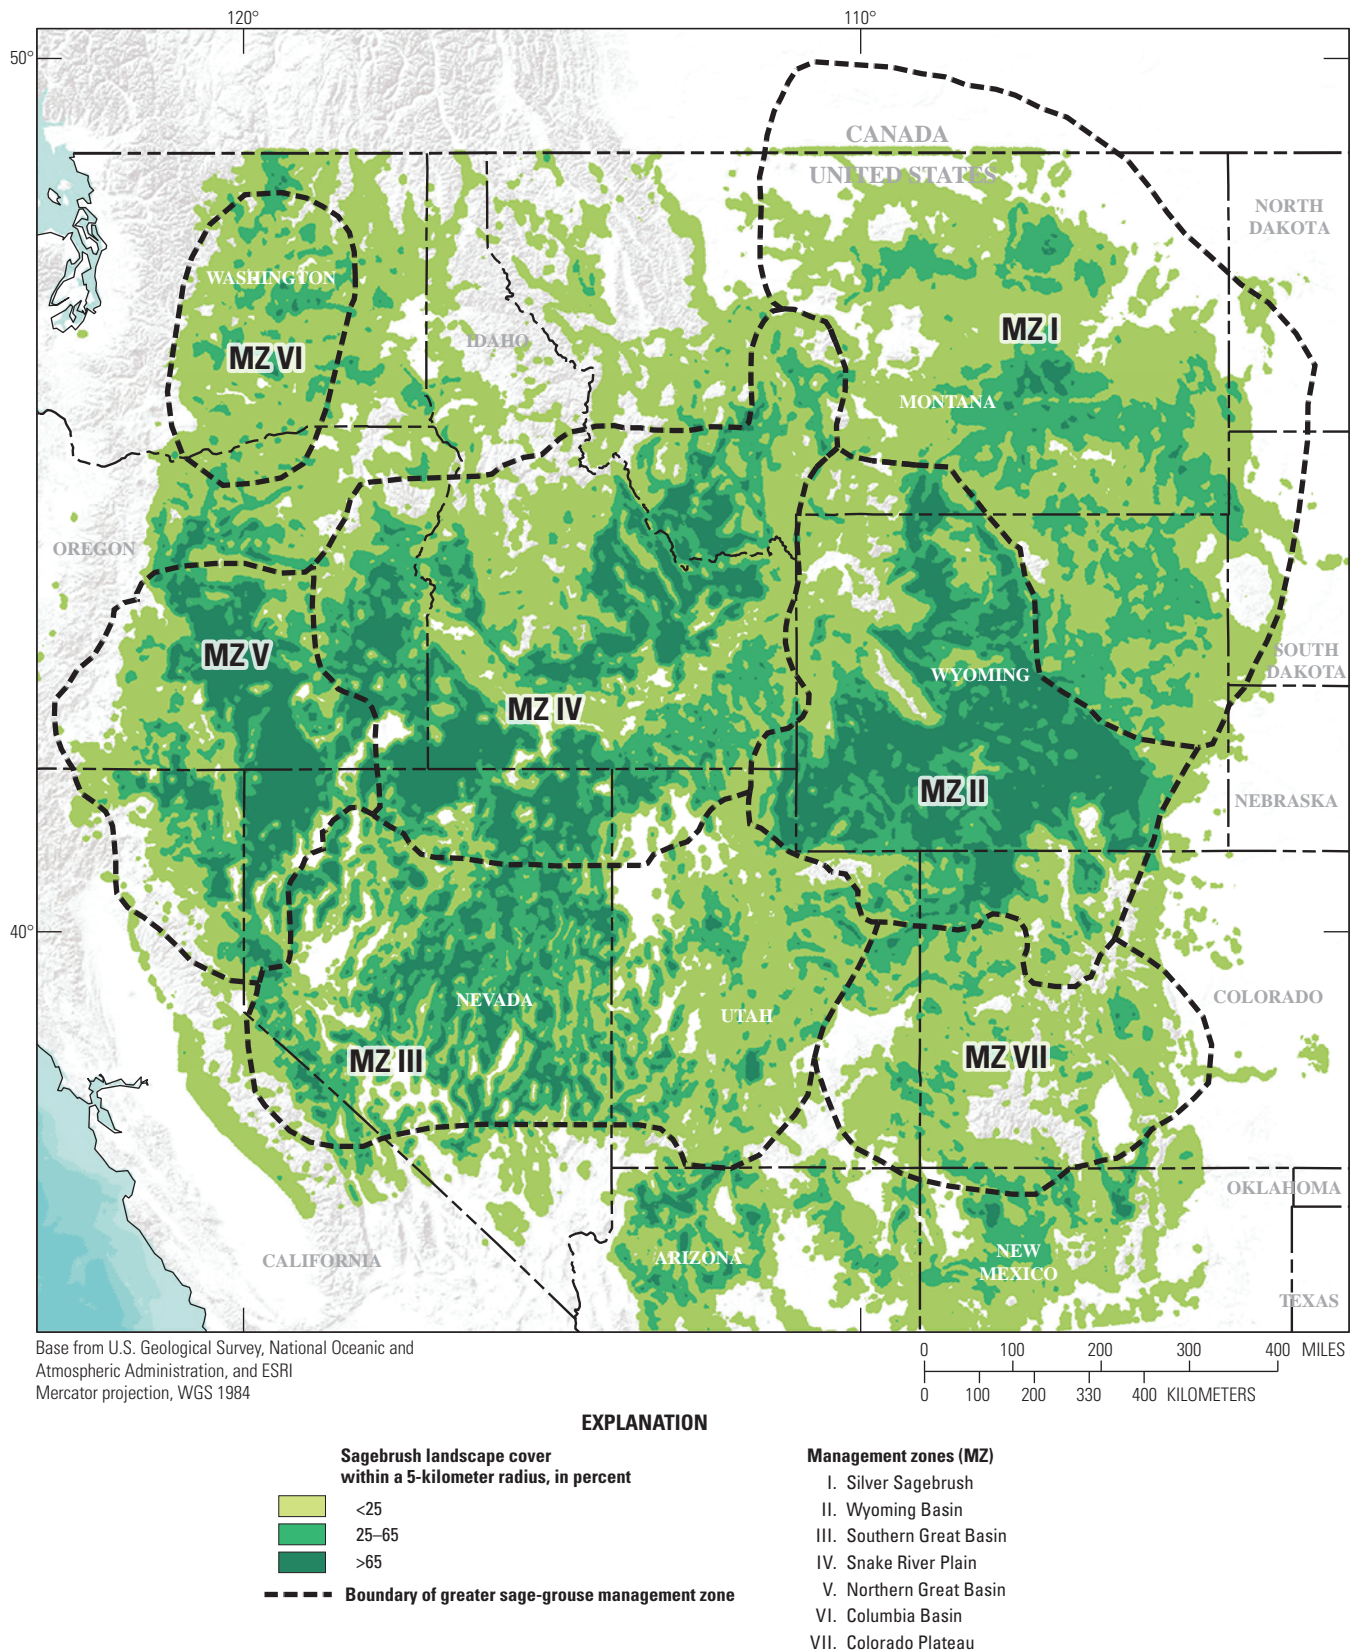 120°
110°
50°
CANADA
UNITED STATES
NORTH
DAKOTA
WASHINGTON
MZ I
IDAHO
MZ VI
MONTANA
OREGON
MZ V
SOUTH
DAKOTA
WYOMING
MZ IV
MZ II
NEBRASKA
40°
NEVADA
COLORADO
UTAH
MZ III
MZ VII
OKLAHOMA
CALIFORNIA
ARIZONA
NEW
MEXICO
TEXAS
Base from U.S. Geological Survey, National Oceanic and
Atmospheric Administration, and ESRI
Mercator projection, WGS 1984
0 100 200 300 400 MILES
0 100 200 330 400 KILOMETERS
EXPLANATION
Sagebrush landscape cover
within a 5-kilometer radius, in percent
<25
25–65
>65
Boundary of greater sage-grouse management zone
Management zones (MZ)
I. Silver Sagebrush
II. Wyoming Basin
III. Southern Great Basin
IV. Snake River Plain
V. Northern Great Basin
VI. Columbia Basin
VII. Colorado Plateau